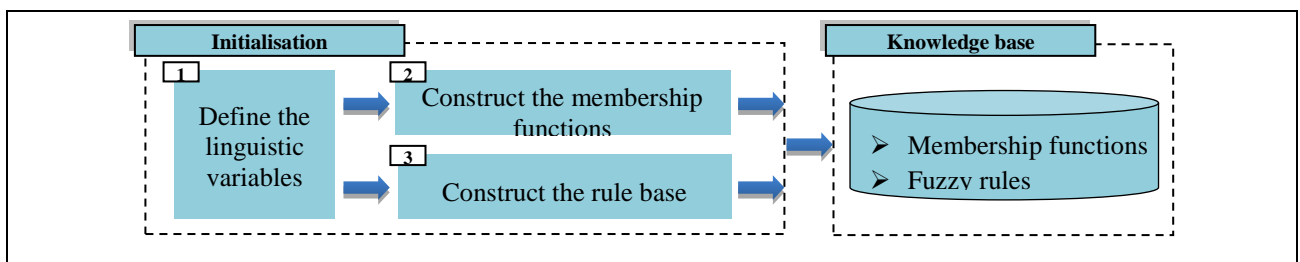 Initialisation
1
Define the
linguistic
variables
2
Construct the membership
functions
3
Construct the rule base
Knowledge base
➢ Membership functions
➢ Fuzzy rules